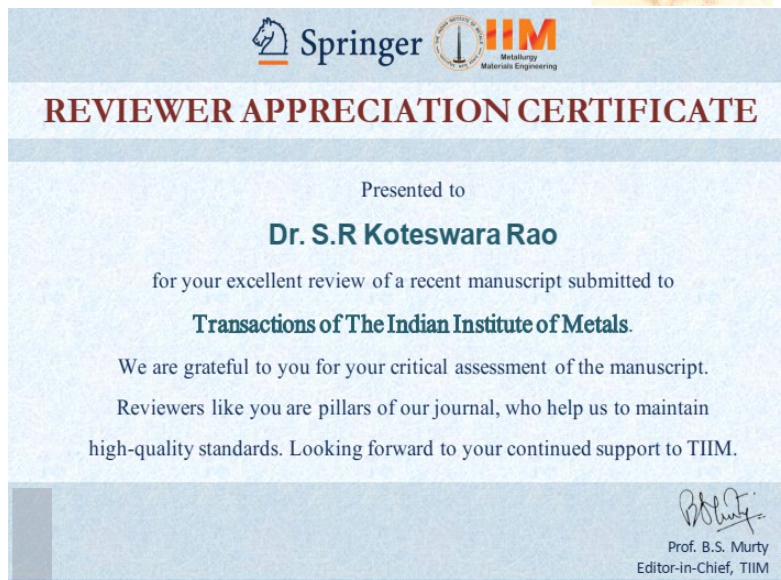 Springer
IIM
Metallurgy
Materials Engineering
REVIEWER APPRECIATION CERTIFICATE
Presented to
Dr. S.R Koteswara Rao
for your excellent review of a recent manuscript submitted to
Transactions of The Indian Institute of Metals.
We are grateful to you for your critical assessment of the manuscript.
Reviewers like you are pillars of our journal, who help us to maintain
high-quality standards. Looking forward to your continued support to TIIM.
Prof. B.S. Murty
Editor-in-Chief, TIIM